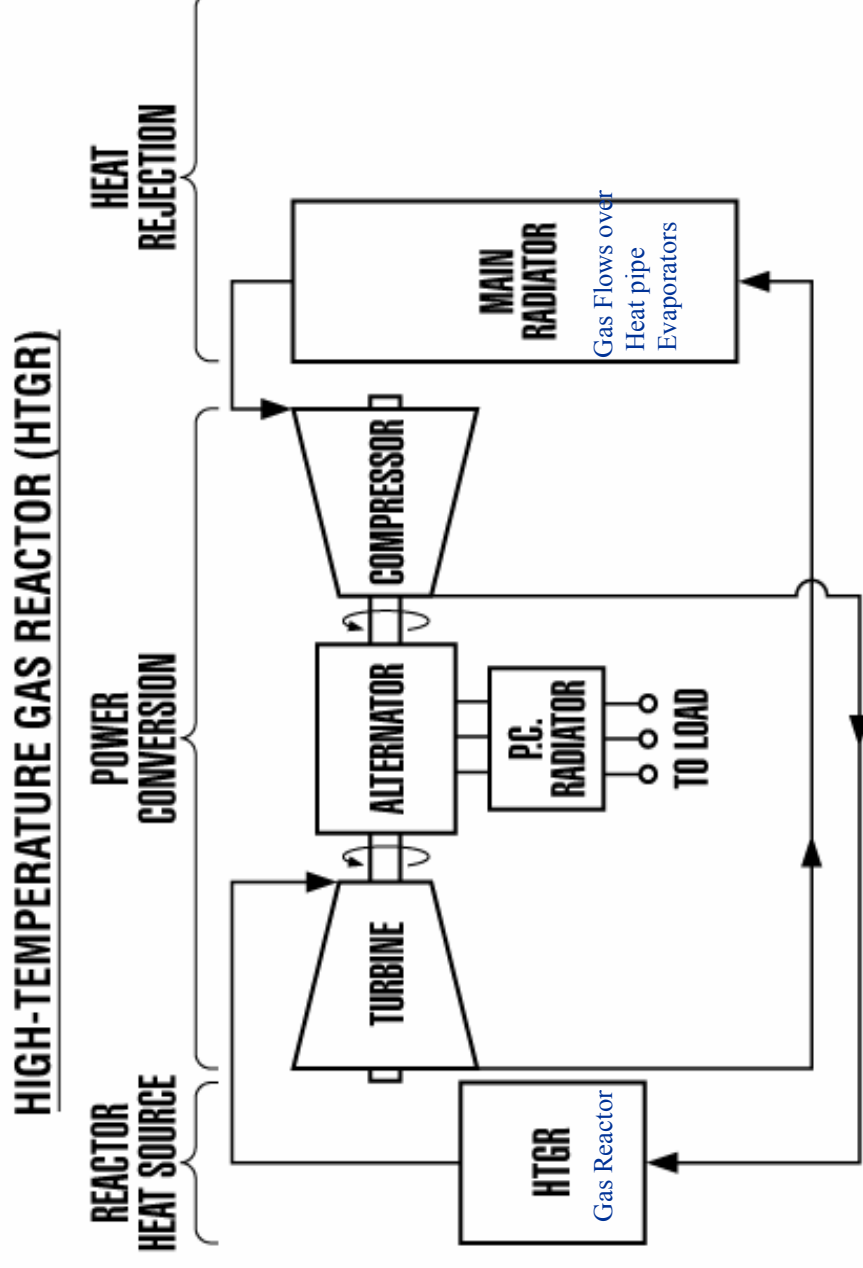 HIGH-TEMPERATURE GAS REACTOR (HTGR)
REACTOR
HEAT SOURCE
POWER
CONVERSION
HEAT
REJECTION
TURBINE
ALTERNATOR
COMPRESSOR
MAIN
RADIATOR
Gas Flows over
Heat pipe
Evaporators
HTGR
Gas Reactor
P.C.
RADIATOR
TO LOAD